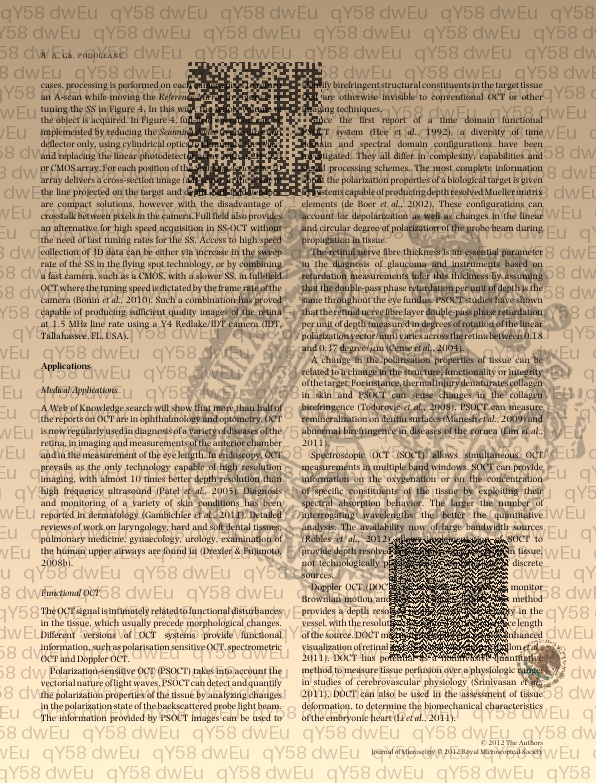 8 A. GH. PODOLEANU
cases, processing is performed on each
an A-scan while moving the Reference
tuning the SS in Figure 4. In this way
the object is acquired. In Figure 4, full
implemented by reducing the Scanning
deflector only, using cylindrical optics
and replacing the linear photodetector
or CMOS array. For each position of the
array delivers a cross-section image
the line projected on the target and
are compact solutions, however with the disadvantage of
crosstalk between pixels in the camera. Full field also provides
an alternative for high speed acquisition in SS-OCT without
the need of fast tuning rates for the SS. Access to high speed
collection of 3D data can be either via increase in the sweep
rate of the SS in the flying spot technology, or by combining
a fast camera, such as a CMOS, with a slower SS, in full-field
OCT where the tuning speed is dictated by the frame rate of the
camera (Bonin et al., 2010). Such a combination has proved
capable of producing sufficient quality images of the retina
at 1.5 MHz line rate using a Y4 Redlake/IDT camera (IDT,
Tallahassee, FL, USA).
Applications
Medical Applications
A Web of Knowledge search will show that more than half of
the reports on OCT are in ophthalmology and optometry. OCT
is now regularly used in diagnosis of a variety of diseases of the
retina, in imaging and measurements of the anterior chamber
and in the measurement of the eye length. In endoscopy, OCT
prevails as the only technology capable of high resolution
imaging, with almost 10 times better depth resolution than
high frequency ultrasound (Patel et al., 2005). Diagnosis
and monitoring of a variety of skin conditions has been
reported in dermatology (Gambichler et al., 2011). Detailed
reviews of work on laryngology, hard and soft dental tissues,
pulmonary medicine, gynaecology, urology, examination of
the human upper airways are found in (Drexler & Fujimoto,
2008b).
Functional OCT
The OCT signal is intimately related to functional disturbances
in the tissue, which usually precede morphological changes.
Different versions of OCT systems provide functional
information, such as polarisation sensitive OCT, spectrometric
OCT and Doppler OCT.
Polarization-sensitive OCT (PSOCT) takes into account the
vectorial nature of light waves, PSOCT can detect and quantify
the polarization properties of the tissue by analyzing changes
in the polarization state of the backscattered probe light beam.
The information provided by PSOCT images can be used to
birefringent structural constituents in the target tissue
are otherwise invisible to conventional OCT or other
imaging techniques.
Since the first report of a time domain functional
system (Hee et al., 1992), a diversity of time
and spectral domain configurations have been
investigated. They all differ in complexity, capabilities and
processing schemes. The most complete information
the polarization properties of a biological target is given
systems capable of producing depth resolved Mueller matrix
elements (de Boer et al., 2002). These configurations can
account for depolarization as well as changes in the linear
and circular degree of polarization of the probe beam during
propagation in tissue.
The retinal nerve fibre thickness is an essential parameter
in the diagnosis of glaucoma and instruments based on
retardation measurements infer this thickness by assuming
that the double-pass phase retardation per unit of depth is the
same throughout the eye fundus. PSOCT studies have shown
that the retinal nerve fibre layer double-pass phase retardation
per unit of depth (measured in degrees of rotation of the linear
polarization vector/mm) varies across the retina between 0.18
and 0.37 degree/μm (Cense et al., 2004).
A change in the polarisation properties of tissue can be
related to a change in the structure, functionality or integrity
of the target. For instance, thermal injury denaturates collagen
in skin and PSOCT can sense changes in the collagen
birefringence (Todorovic et al., 2008). PSOCT can measure
remineralization on dentin surfaces (Manesh et al., 2009) and
abnormal birefringence in diseases of the cornea (Lim et al.,
2011).
Spectroscopic OCT (SOCT) allows simultaneous OCT
measurements in multiple band windows. SOCT can provide
information on the oxygenation or on the concentration
of specific constituents of the tissue by exploiting their
spectral absorption behavior. The larger the number of
interrogating wavelengths the better the quantitative
analysis. The availability now of large bandwidth sources
(Robles et al., 2012) SOCT to
provide depth resolved in tissue,
not technologically discrete
sources.
Doppler OCT (DOCT) monitor
Brownian motion and method
provides a depth in the
vessel, with the resolution length
of the source. DOCT enhanced
visualization of retinal et al.,
2011). DOCT has potential as a noninvasive quantitative
method to measure tissue perfusion over a physiologic range
in studies of cerebrovascular physiology (Srinivasan et al.,
2011). DOCT can also be used in the assessment of tissue
deformation, to determine the biomechanical characteristics
of the embryonic heart (Li et al., 2011).
© 2012 The Authors
Journal of Microscopy © 2012 Royal Microscopical Society
qY58 dwEu